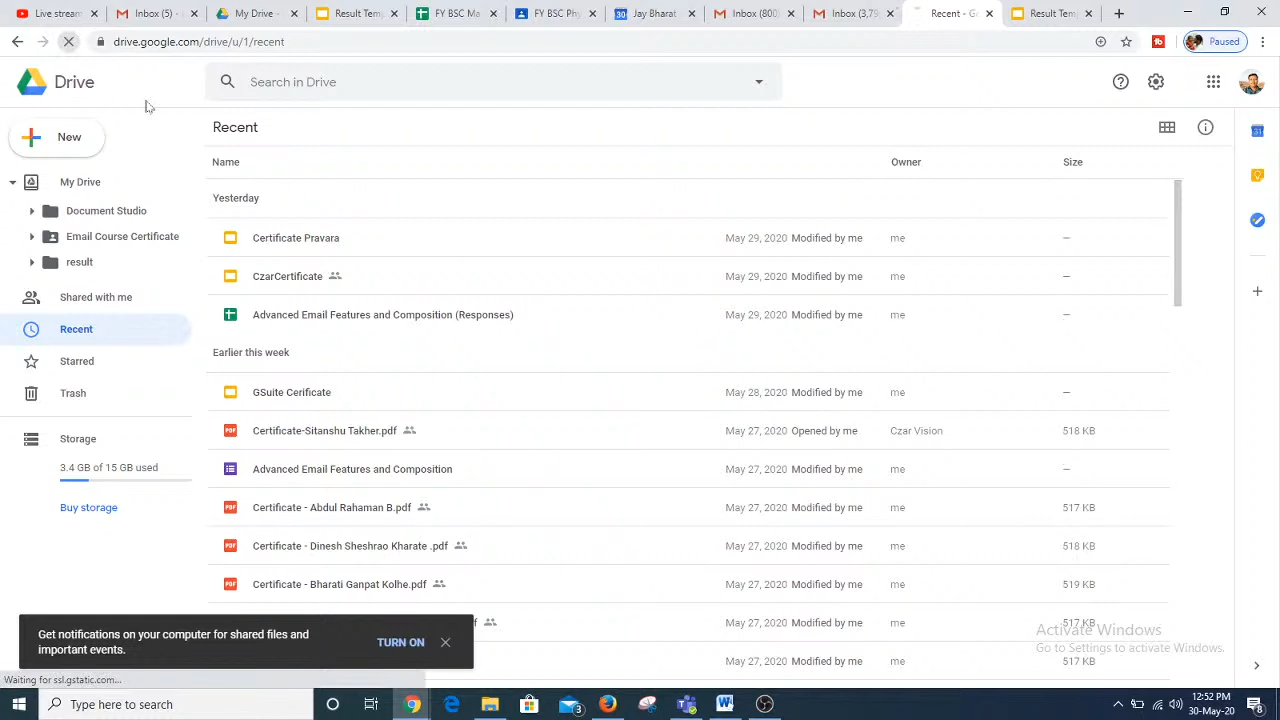 Live stream
Inbox (5)
My Drive
Result Tem
FY BSC Ma
FY BSC Phy
Jay Bharat
Inbox (800)
Inbox (3,79
Recent - G
Result Tem
drive.google.com/drive/u/1/recent
Paused
Drive
Search in Drive
New
Recent
Name
Owner
Size
My Drive
Document Studio
Email Course Certificate
result
Shared with me
Recent
Starred
Trash
Storage
3.4 GB of 15 GB used
Buy storage
Yesterday
Certificate Pravara May 29, 2020 Modified by me me —
CzarCertificate May 29, 2020 Modified by me me —
Advanced Email Features and Composition (Responses) May 29, 2020 Modified by me me —
Earlier this week
GSuite Cerificate May 28, 2020 Modified by me me —
Certificate-Sitanshu Takher.pdf May 27, 2020 Opened by me Czar Vision 518 KB
Advanced Email Features and Composition May 27, 2020 Modified by me me —
Certificate - Abdul Rahaman B.pdf May 27, 2020 Modified by me me 517 KB
Certificate - Dinesh Sheshrao Kharate .pdf May 27, 2020 Modified by me me 518 KB
Certificate - Bharati Ganpat Kolhe.pdf May 27, 2020 Modified by me me 519 KB
May 27, 2020 Modified by me me 517 KB
May 27, 2020 Modified by me me 517 KB
Get notifications on your computer for shared files and
important events.
TURN ON
Activate Windows
Go to Settings to activate Windows.
Waiting for ssl.gstatic.com...
Type here to search
12:52 PM
30-May-20